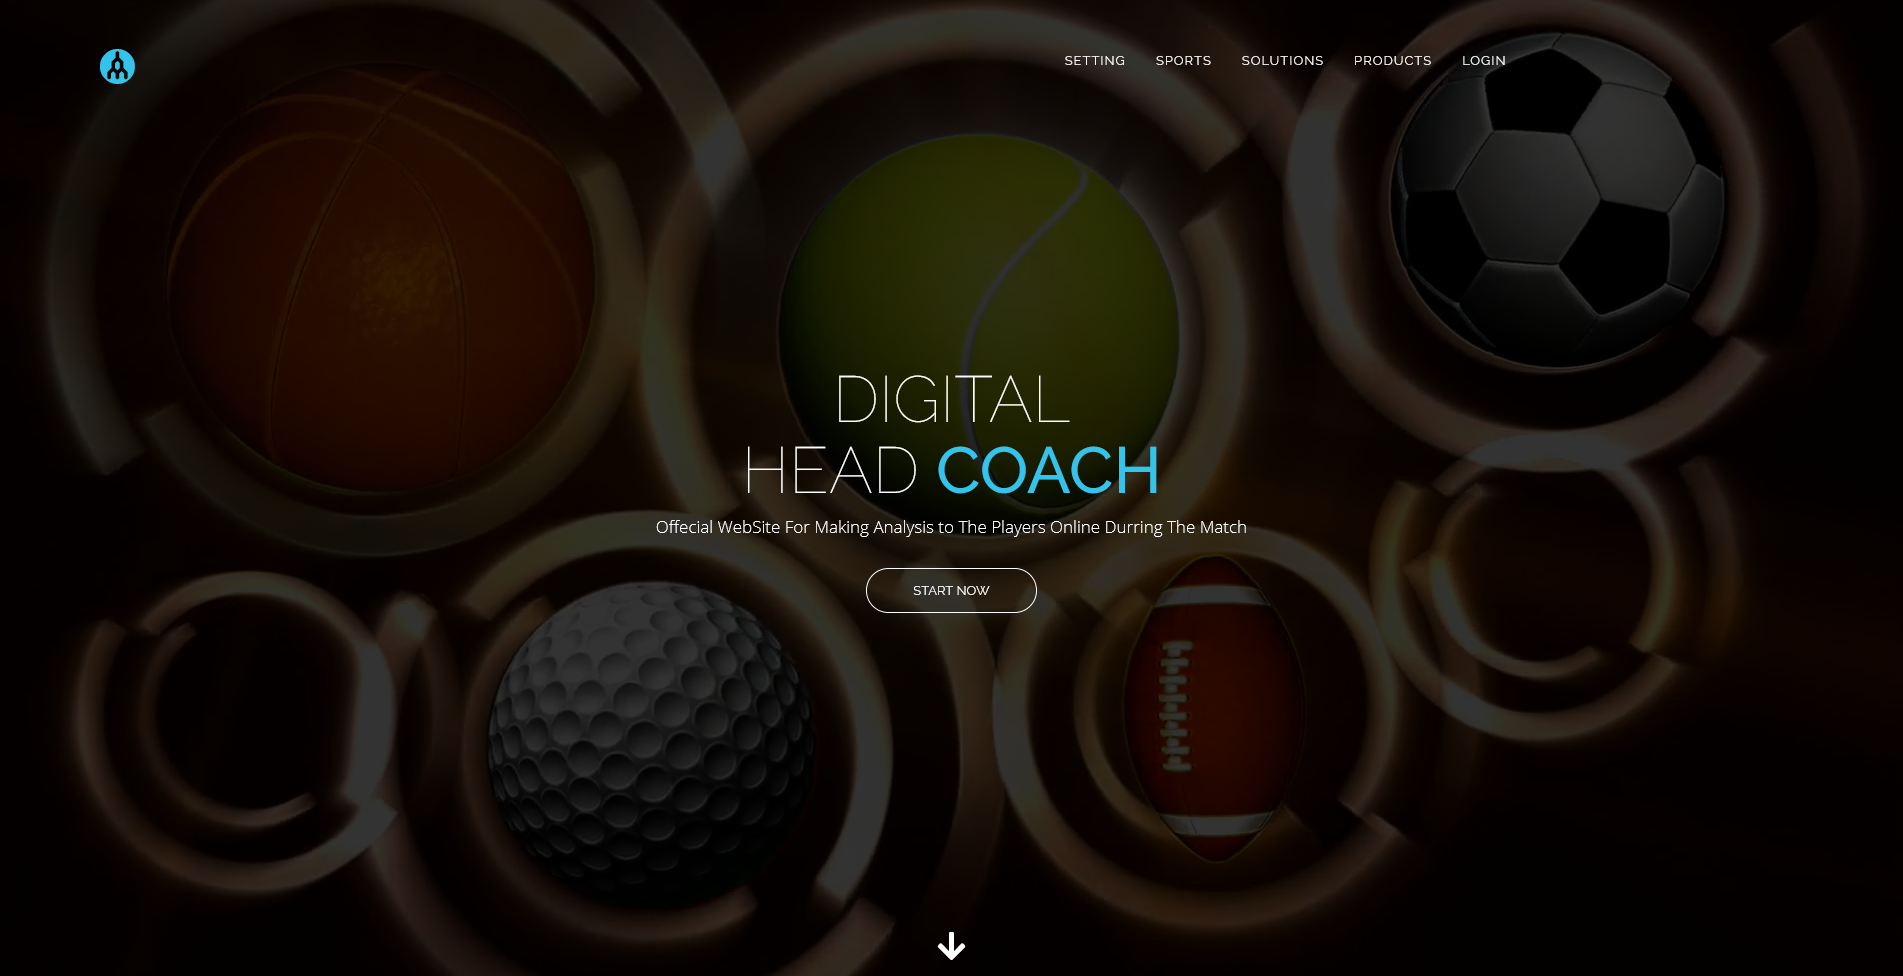 SETTING SPORTS SOLUTIONS PRODUCTS LOGIN
DIGITAL
HEAD COACH
Offecial WebSite For Making Analysis to The Players Online Durring The Match
START NOW